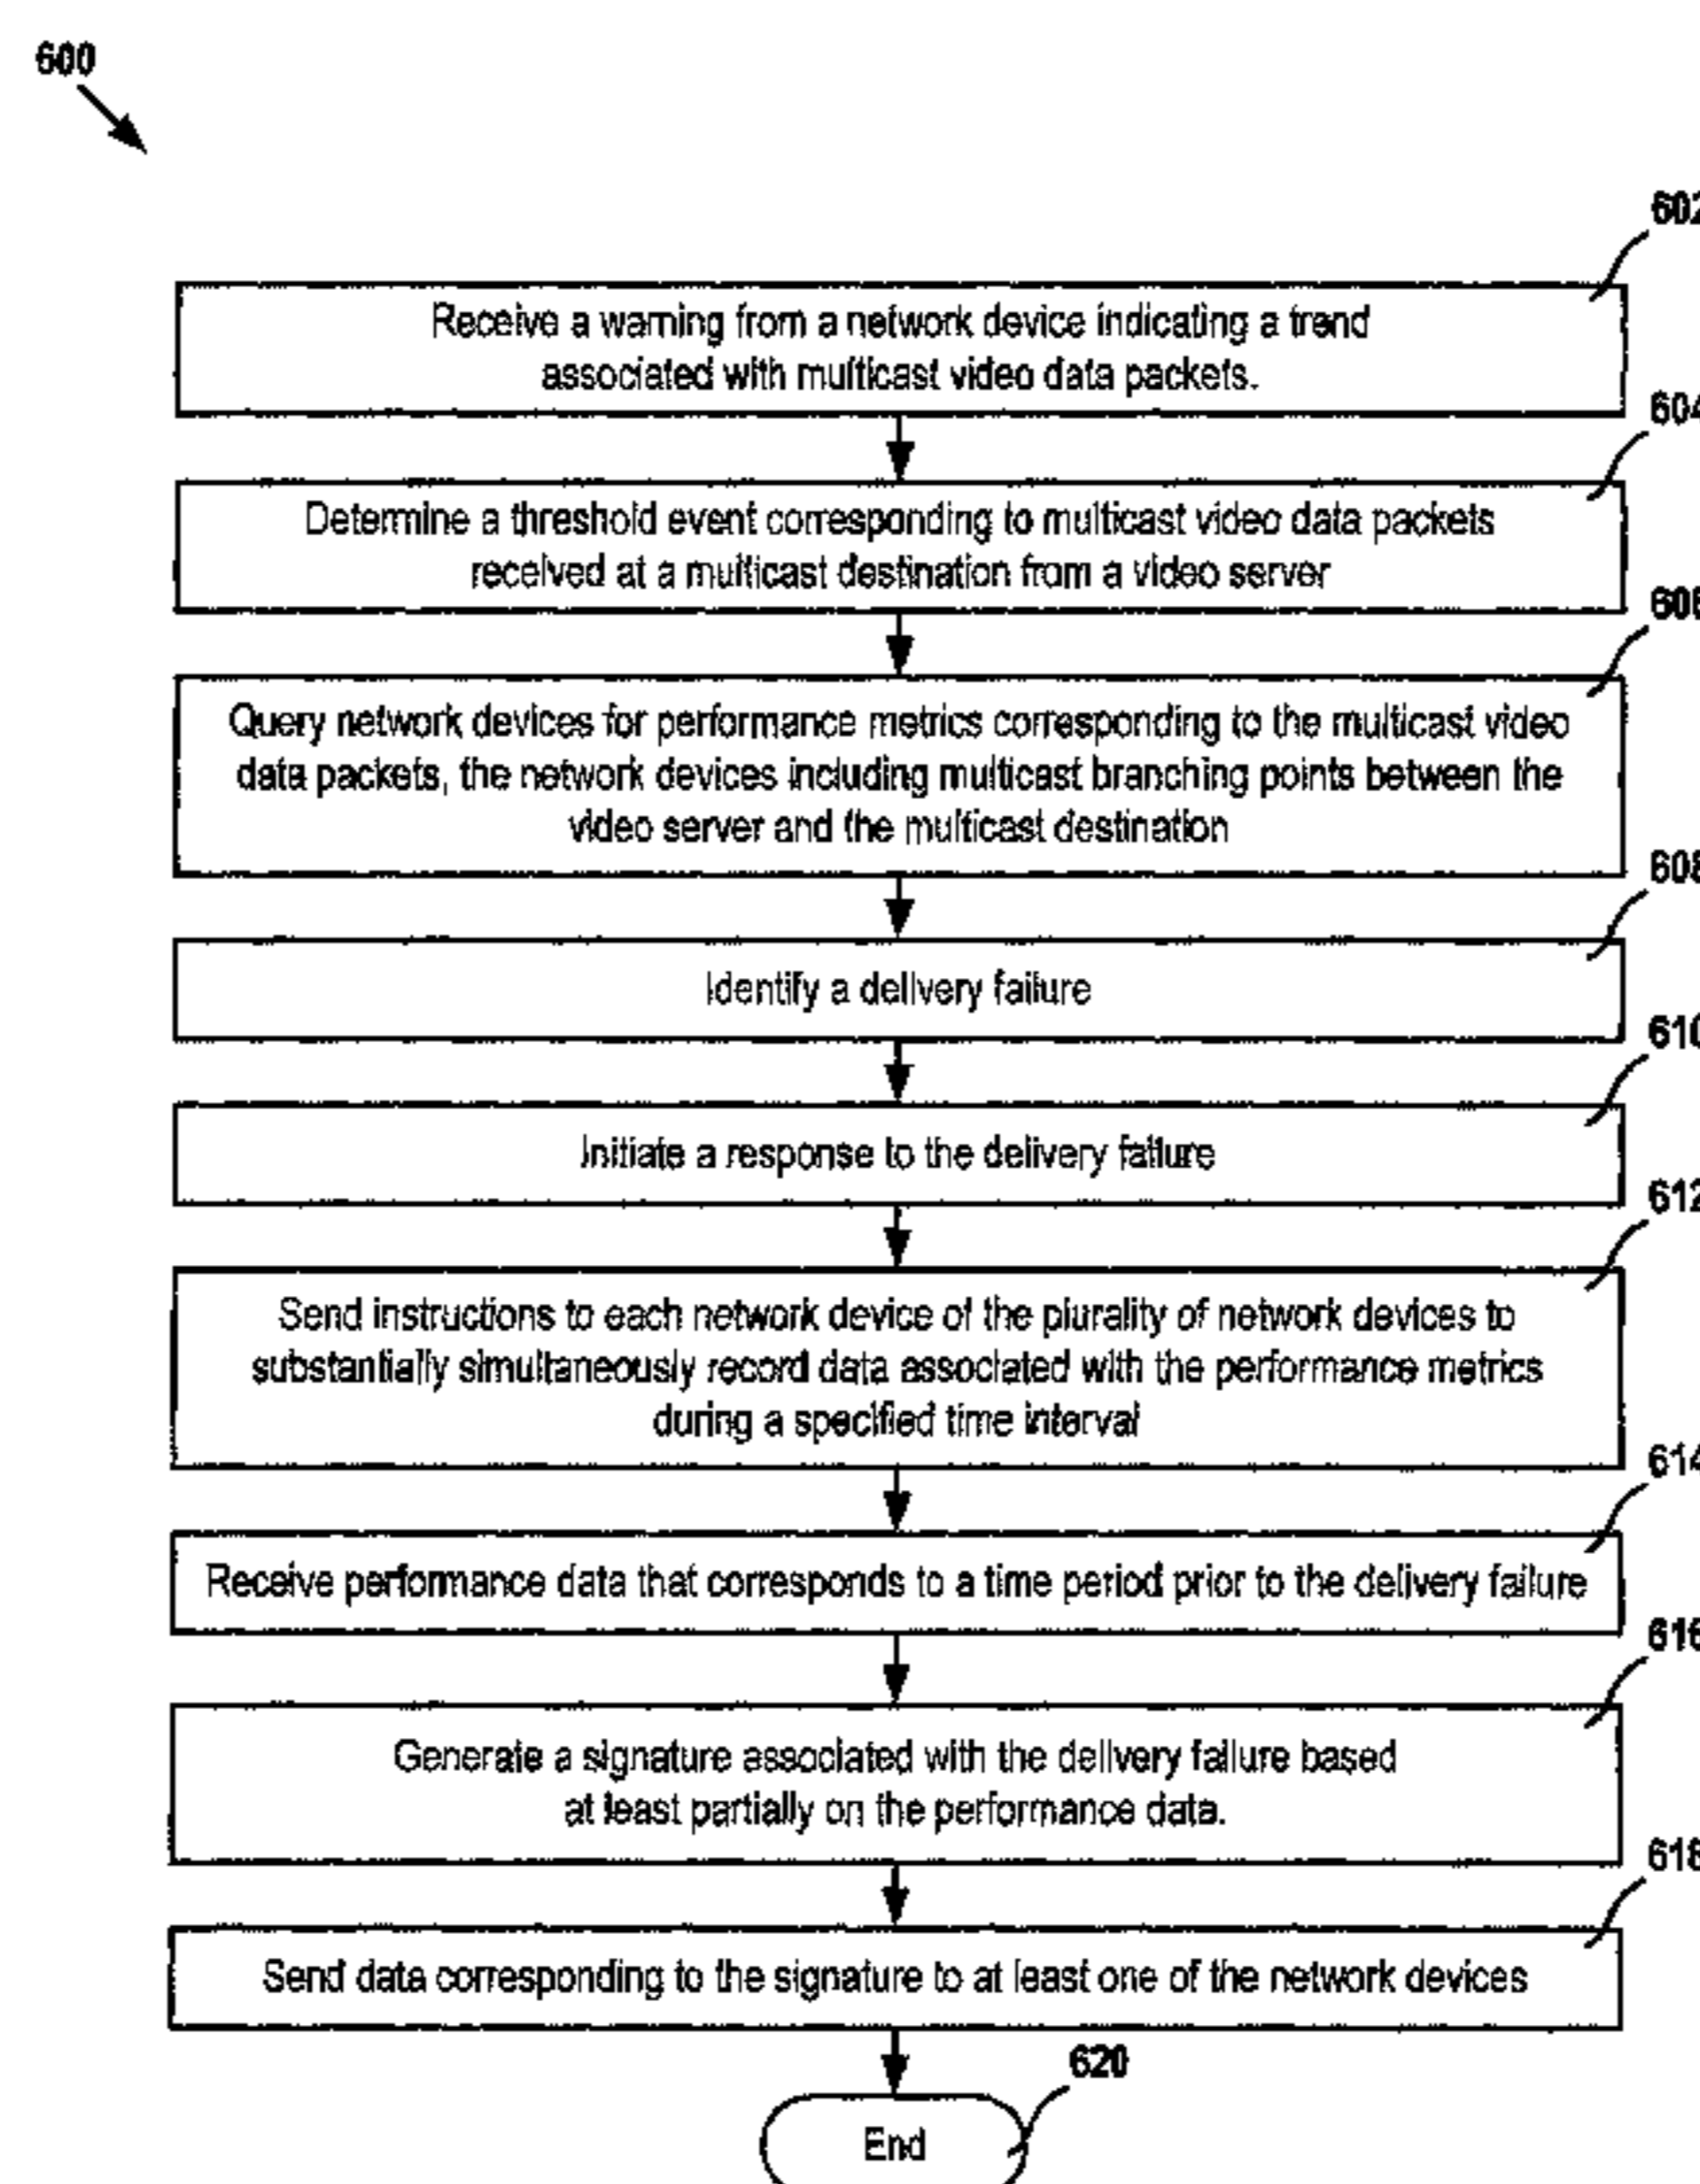 600
602
Receive a warning from a network device indicating a trend
associated with multicast video data packets.
604
Determine a threshold event corresponding to multicast video data packets
received at a multicast destination from a video server
606
Query network devices for performance metrics corresponding to the multicast video
data packets, the network devices including multicast branching points between the
video server and the multicast destination
608
Identify a delivery failure
610
Initiate a response to the delivery failure
612
Send instructions to each network device of the plurality of network devices to
substantially simultaneously record data associated with the performance metrics
during a specified time interval
614
Receive performance data that corresponds to a time period prior to the delivery failure
616
Generate a signature associated with the delivery failure based
at least partially on the performance data.
618
Send data corresponding to the signature to at least one of the network devices
620
End